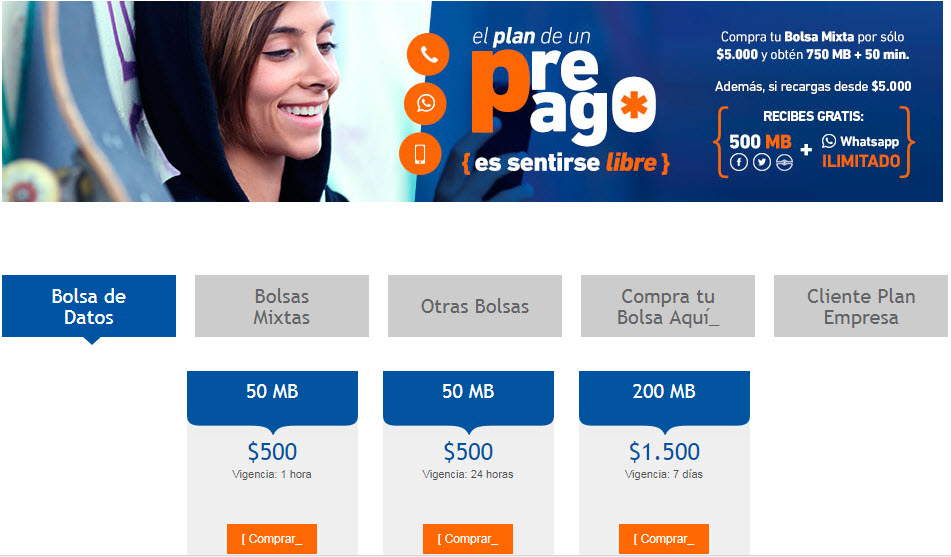 el plan de un
prepago
{ es sentirse libre }
Compra tu Bolsa Mixta por sólo
$5.000 y obtén 750 MB + 50 min.
Además, si recargas desde $5.000
RECIBES GRATIS:
500 MB + Whatsapp
ILIMITADO
Bolsa de
Datos
Bolsas
Mixtas
Otras Bolsas
Compra tu
Bolsa Aquí_
Cliente Plan
Empresa
50 MB
$500
Vigencia: 1 hora
[ Comprar_
50 MB
$500
Vigencia: 24 horas
[ Comprar_
200 MB
$1.500
Vigencia: 7 días
[ Comprar_